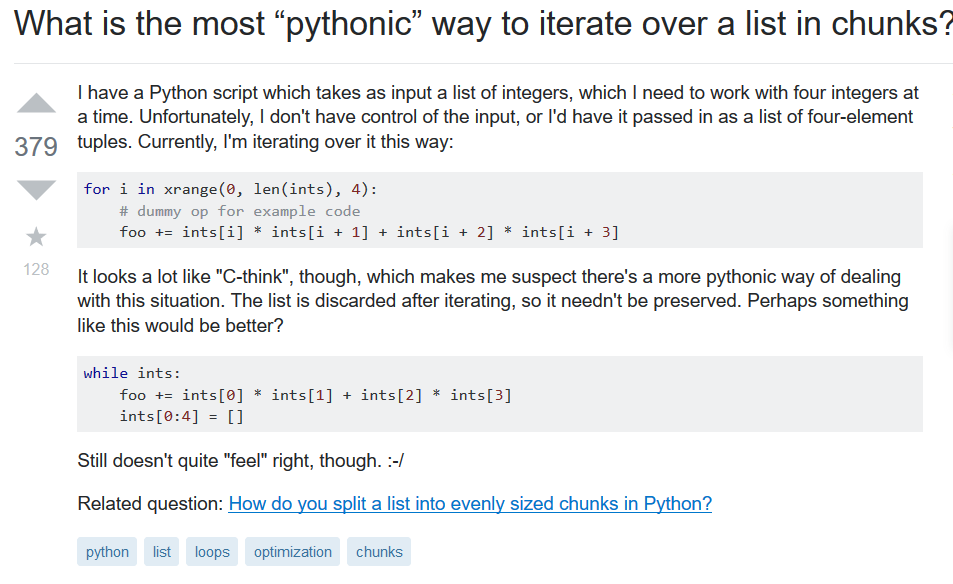 What is the most “pythonic” way to iterate over a list in chunks?
I have a Python script which takes as input a list of integers, which I need to work with four integers at
a time. Unfortunately, I don't have control of the input, or I'd have it passed in as a list of four-element
379
tuples. Currently, I'm iterating over it this way:
for i in xrange(0, len(ints), 4):
    # dummy op for example code
    foo += ints[i] * ints[i + 1] + ints[i + 2] * ints[i + 3]
128
It looks a lot like "C-think", though, which makes me suspect there's a more pythonic way of dealing
with this situation. The list is discarded after iterating, so it needn't be preserved. Perhaps something
like this would be better?
while ints:
    foo += ints[0] * ints[1] + ints[2] * ints[3]
    ints[0:4] = []
Still doesn't quite "feel" right, though. :-/
Related question: How do you split a list into evenly sized chunks in Python?
python list loops optimization chunks